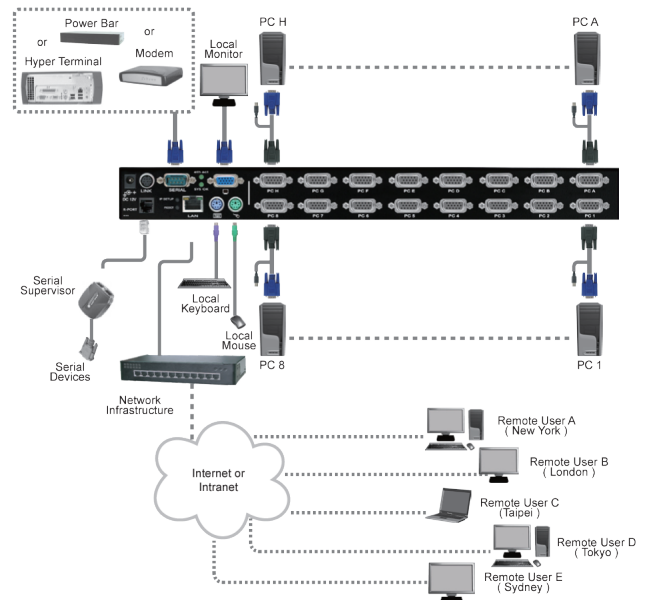 Power Bar
or
or
Modem
Hyper Terminal
Local
Monitor
PC H
PC A
LINK
SERIAL
DC 12V
LAN
PC H
PC G
PC F
PC E
PC D
PC C
PC B
PC A
PC 8
PC 7
PC 6
PC 5
PC 4
PC 3
PC 2
PC 1
Serial
Supervisor
Local
Keyboard
Local
Mouse
Serial
Devices
PC 8
PC 1
Network
Infrastructure
Internet or
Intranet
Remote User A
( New York )
Remote User B
( London )
Remote User C
(Taipei )
Remote User D
( Tokyo )
Remote User E
( Sydney )